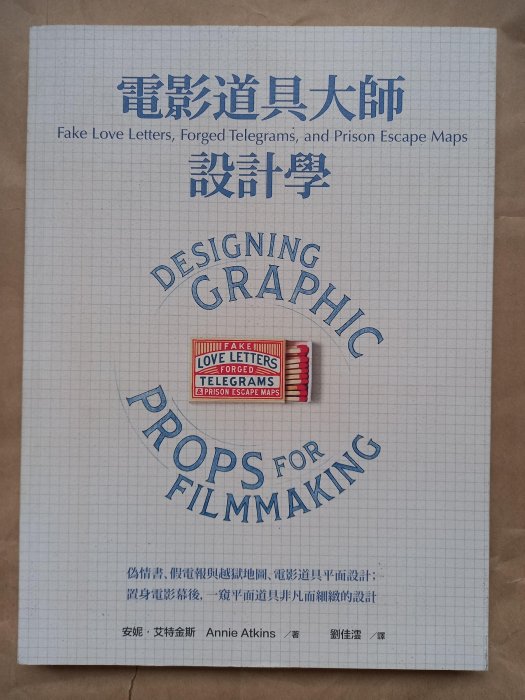 電影道具大師
Fake Love Letters, Forged Telegrams, and Prison Escape Maps
設計學
DESIGNING
GRAPHIC
FAKE
LOVE LETTERS
FORGED
TELEGRAMS
& PRISON ESCAPE MAPS
PROPS FOR
FILMMAKING
偽情書、假電報與越獄地圖、電影道具平面設計；
置身電影幕後，一窺平面道具非凡而細緻的設計
安妮・艾特金斯 Annie Atkins ／著 劉佳澐 ／譯